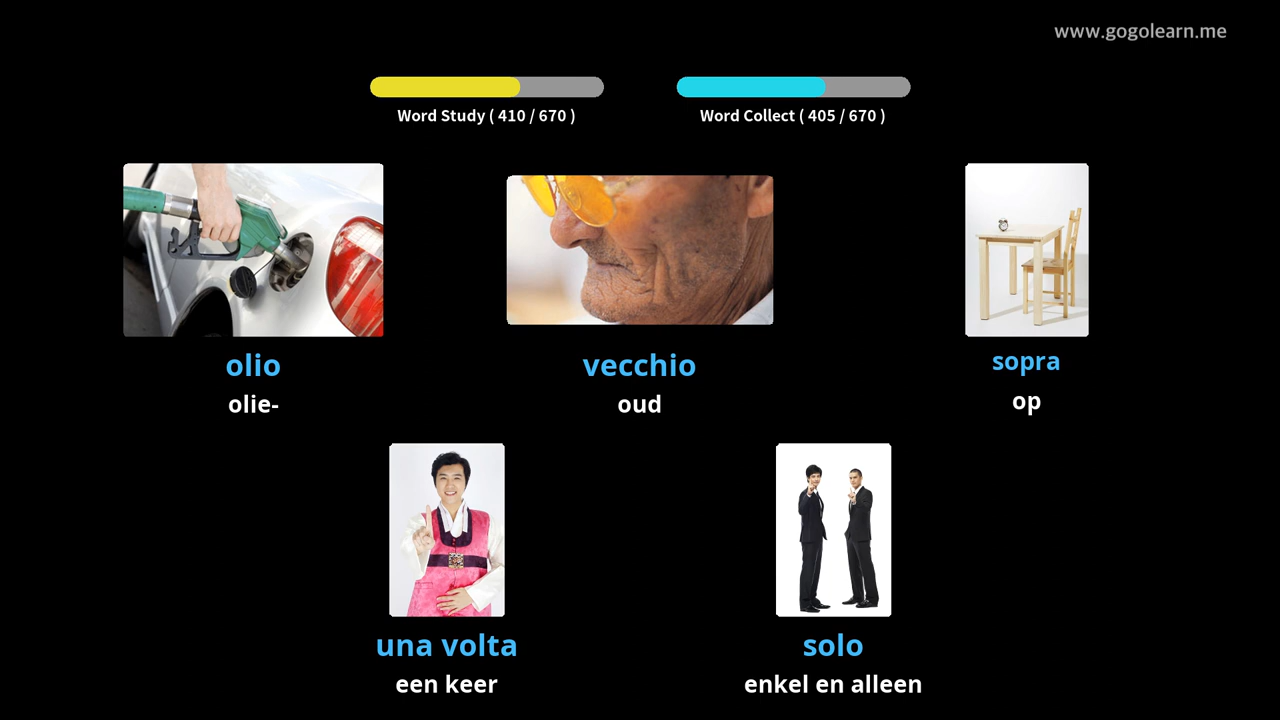 www.gogolearn.me
Word Study ( 410 / 670 )
Word Collect ( 405 / 670 )
olio
olie-
vecchio
oud
sopra
op
una volta
een keer
solo
enkel en alleen